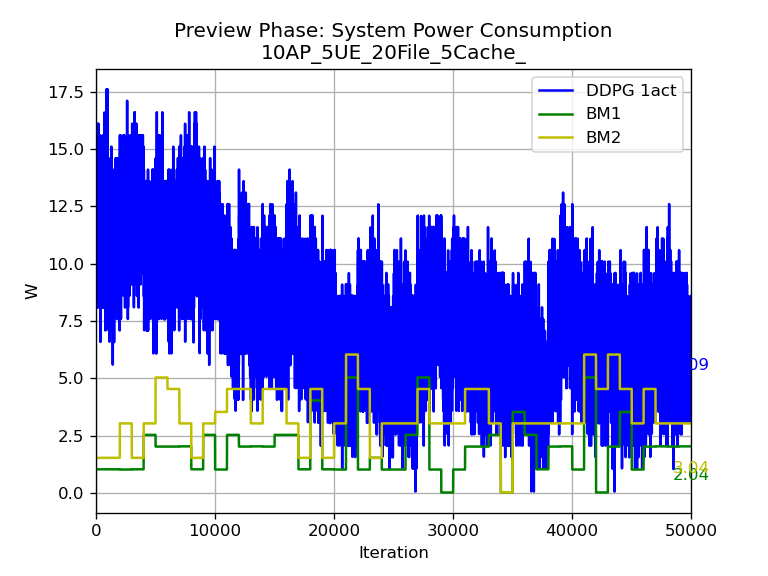 Preview Phase: System Power Consumption
10AP_5UE_20File_5Cache_
DDPG 1act
BM1
BM2
W
17.5
15.0
12.5
10.0
7.5
5.0
2.5
0.0
2.04
0
10000
20000
30000
40000
50000
Iteration